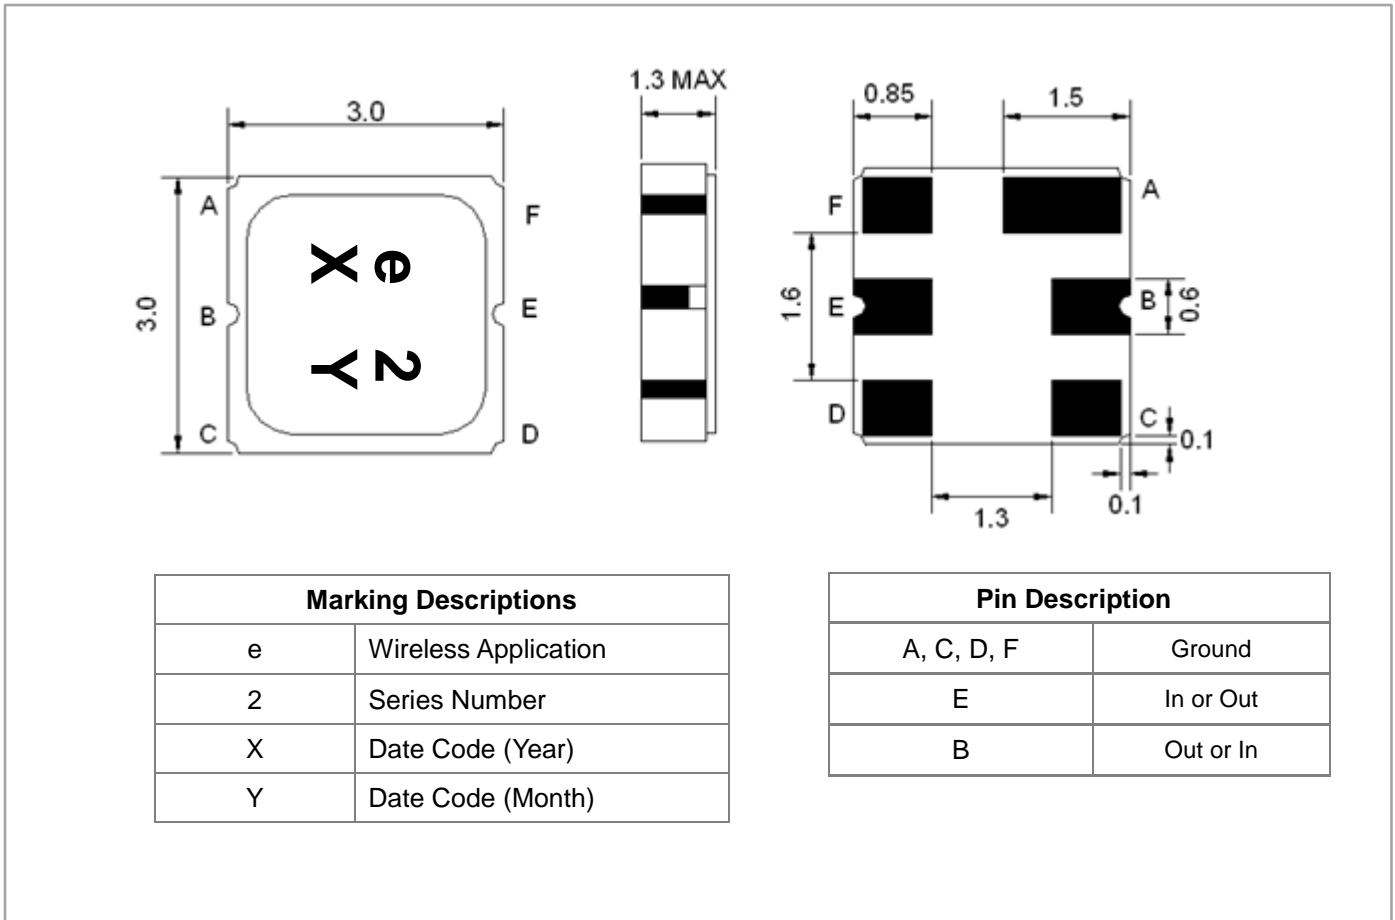 1.3 MAX
3.0
0.85
1.5
A
F
F
A
e
X
3.0
B
E
1.6
E
B
0.6
2
Y
C
D
D
C
0.1
0.1
1.3
Marking Descriptions
e Wireless Application
2 Series Number
X Date Code (Year)
Y Date Code (Month)
Pin Description
A, C, D, F Ground
E In or Out
B Out or In